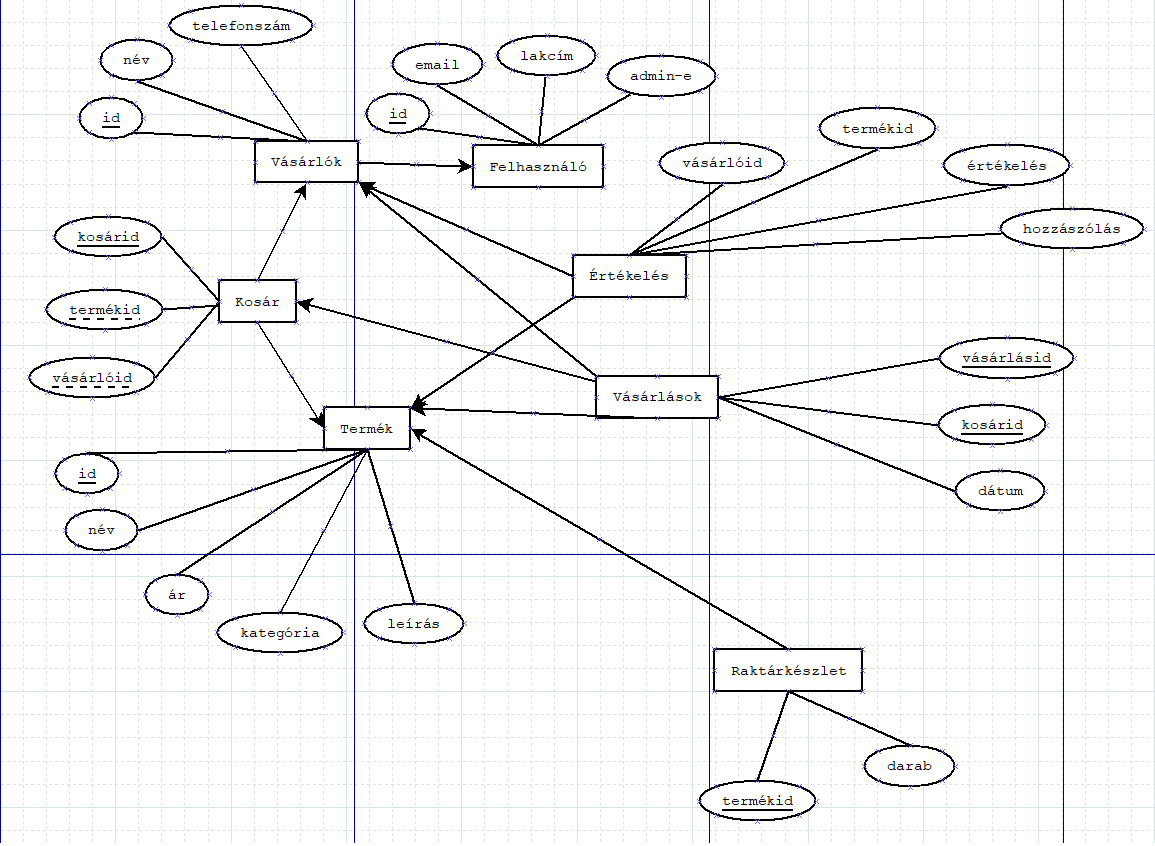 telefonszám
név
id
Vásárlók
email
lakcím
admin-e
id
Felhasználó
vásárlóid
termékid
értékelés
hozzászólás
Értékelés
kosárid
termékid
vásárlóid
Kosár
Vásárlások
vásárlásid
kosárid
dátum
Termék
id
név
ár
kategória
leírás
Raktárkészlet
termékid
darab